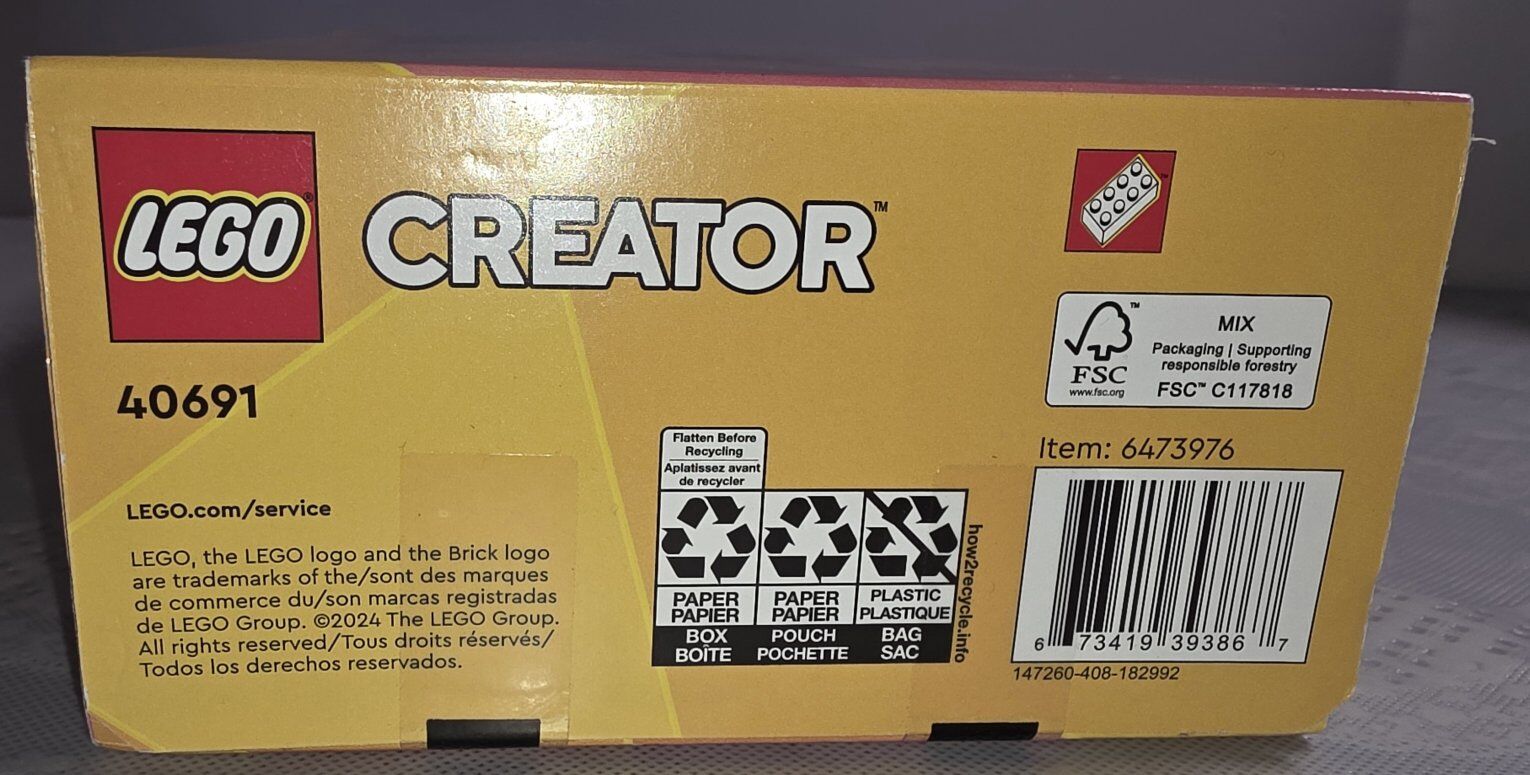 LEGO®
CREATOR™
40691
LEGO.com/service
LEGO, the LEGO logo and the Brick logo
are trademarks of the/sont des marques
de commerce du/son marcas registradas
de LEGO Group. ©2024 The LEGO Group.
All rights reserved/Tous droits réservés/
Todos los derechos reservados.
Flatten Before
Recycling
Aplatissez avant
de recycler
PAPER
PAPIER
BOX
BOÎTE
PAPER
PAPIER
POUCH
POCHETTE
PLASTIC
PLASTIQUE
BAG
SAC
how2recycle.info
™
™
FSC
www.fsc.org
MIX
Packaging | Supporting
responsible forestry
FSC™ C117818
Item: 6473976
6 73419 39386 7
147260-408-182992